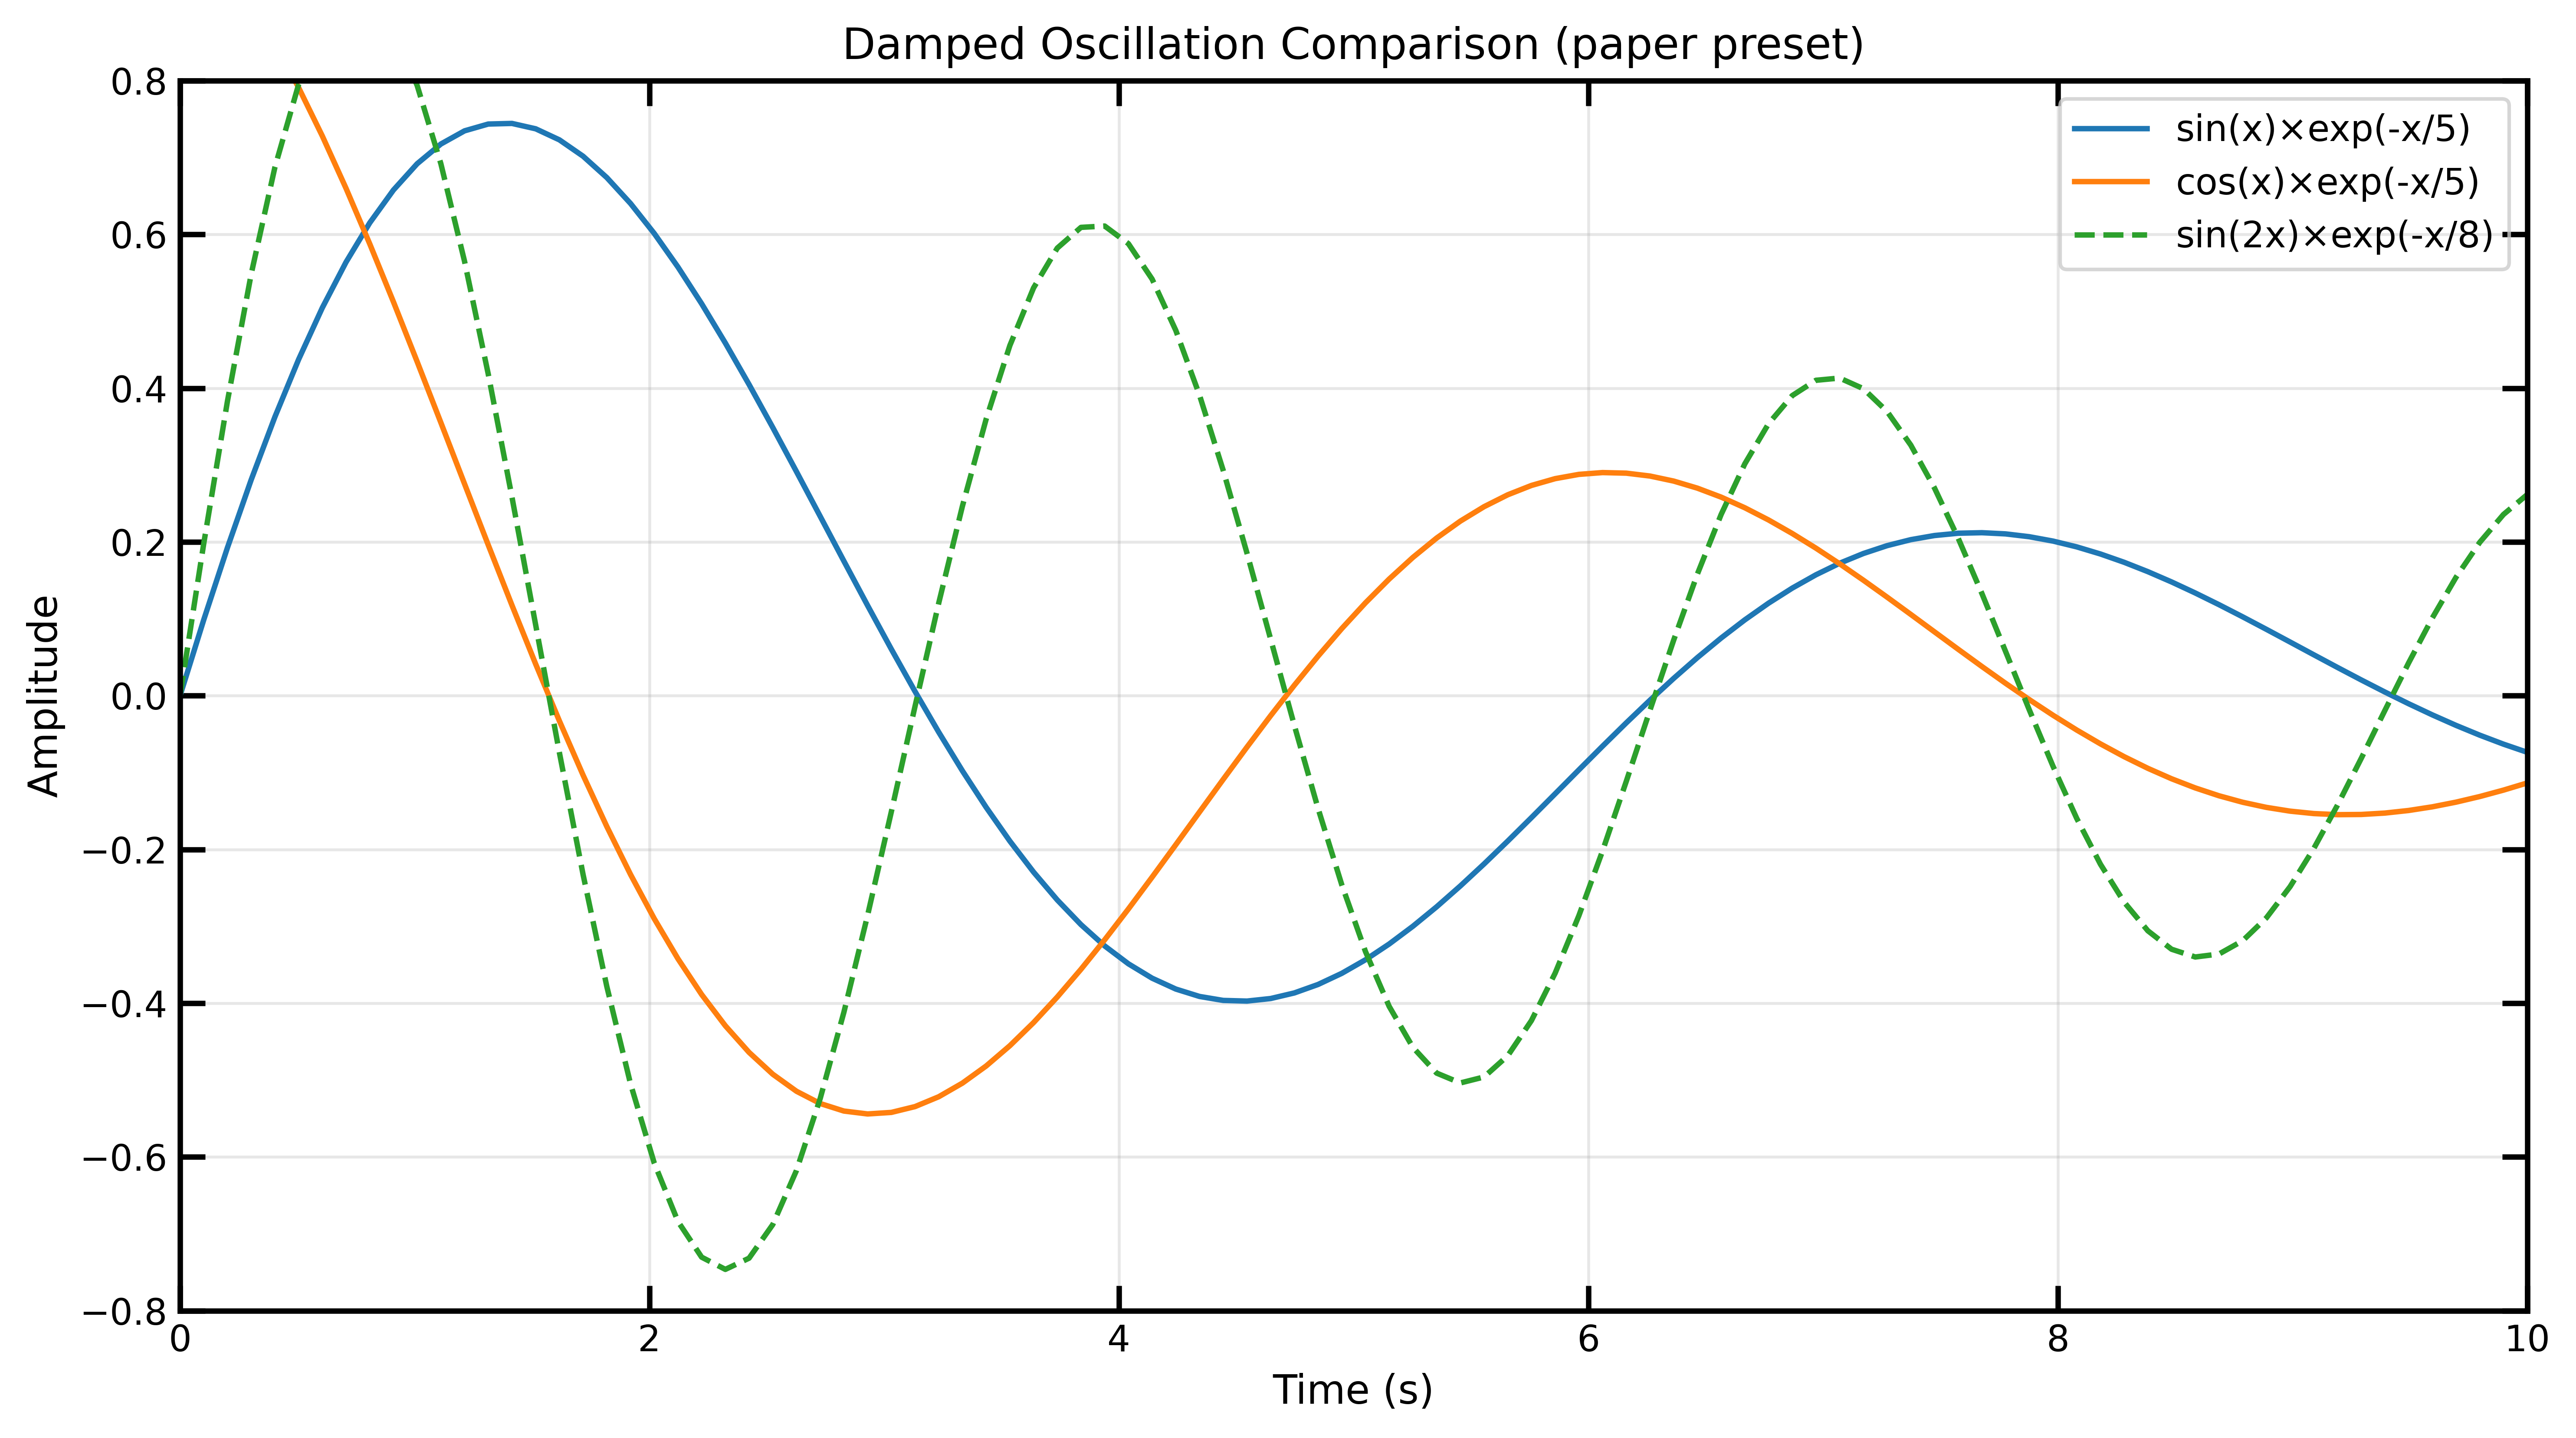 Damped Oscillation Comparison (paper preset)
0.8
0.6
0.4
0.2
0.0
−0.2
−0.4
−0.6
−0.8
Amplitude
sin(x)×exp(-x/5)
cos(x)×exp(-x/5)
sin(2x)×exp(-x/8)
0 2 4 6 8 10
Time (s)